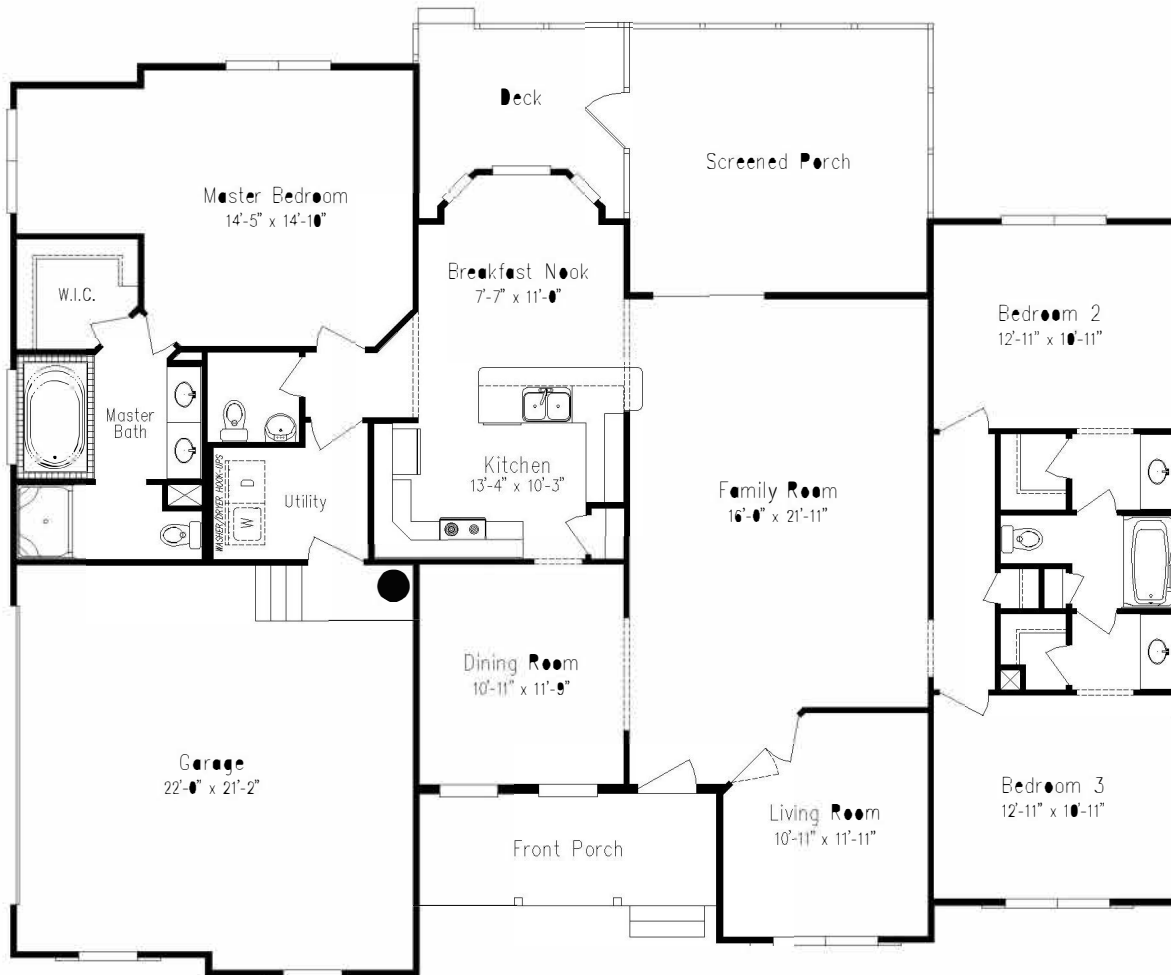 Deck
Screened Porch
Master Bedroom
14'-5" x 14'-10"
Breakfast Nook
7'-7" x 11'-0"
W.I.C.
Bedroom 2
12'-11" x 10'-11"
Master
Bath
Kitchen
13'-4" x 10'-3"
WASHER/DRYER HOOK-UPS
D
W
Utility
Family Room
16'-0" x 21'-11"
Dining Room
10'-11" x 11'-9"
Garage
22'-0" x 21'-2"
Bedroom 3
12'-11" x 10'-11"
Living Room
10'-11" x 11'-11"
Front Porch